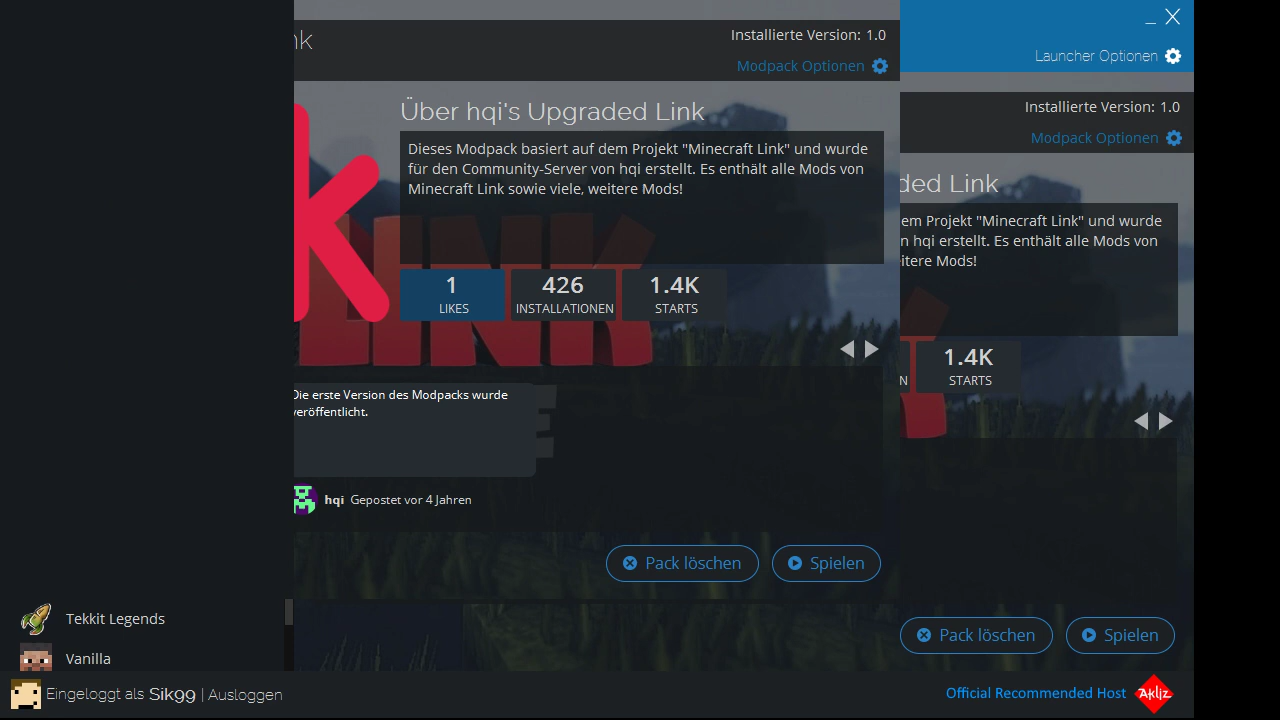 nk
Installierte Version: 1.0
Modpack Optionen
Über hqi's Upgraded Link
Dieses Modpack basiert auf dem Projekt "Minecraft Link" und wurde
für den Community-Server von hqi erstellt. Es enthält alle Mods von
Minecraft Link sowie viele, weitere Mods!
1
LIKES
426
INSTALLATIONEN
1.4K
STARTS
LINK
Die erste Version des Modpacks wurde
veröffentlicht.
hqi Gepostet vor 4 Jahren
Pack löschen
Spielen
_ X
Launcher Optionen
Installierte Version: 1.0
Modpack Optionen
ded Link
em Projekt "Minecraft Link" und wurde
n hqi erstellt. Es enthält alle Mods von
eitere Mods!
N
1.4K
STARTS
Pack löschen
Spielen
Tekkit Legends
Vanilla
Eingeloggt als Sik99 | Ausloggen
Official Recommended Host
Akliz